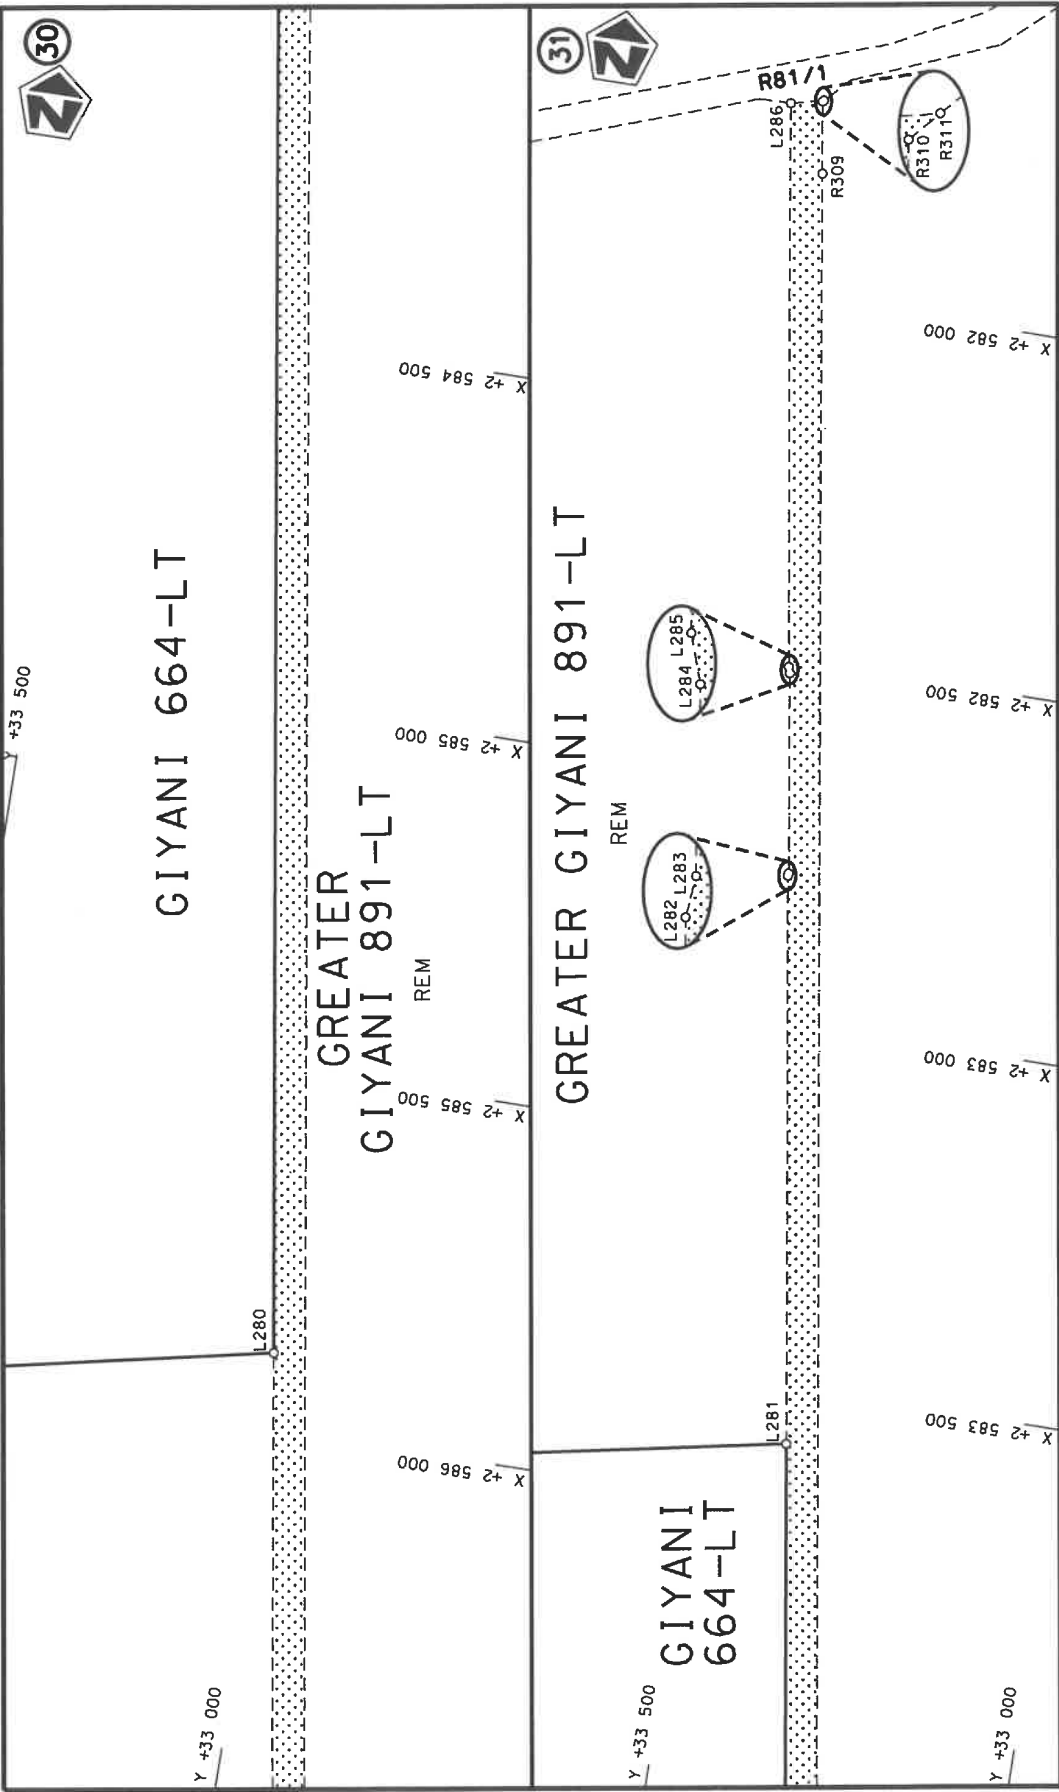 30
N
Y +33 500
GIYANI 664-LT
X +2 584 500
X +2 585 000
GREATER
GIYANI 891-LT
REM
X +2 585 500
L280
X +2 586 000
Y +33 000
31
N
R81/1
L286
R309
R310
R311
X +2 582 000
GREATER GIYANI 891-LT
REM
L284
L285
X +2 582 500
L282
L283
X +2 583 000
L281
X +2 583 500
GIYANI
664-LT
Y +33 500
Y +33 000